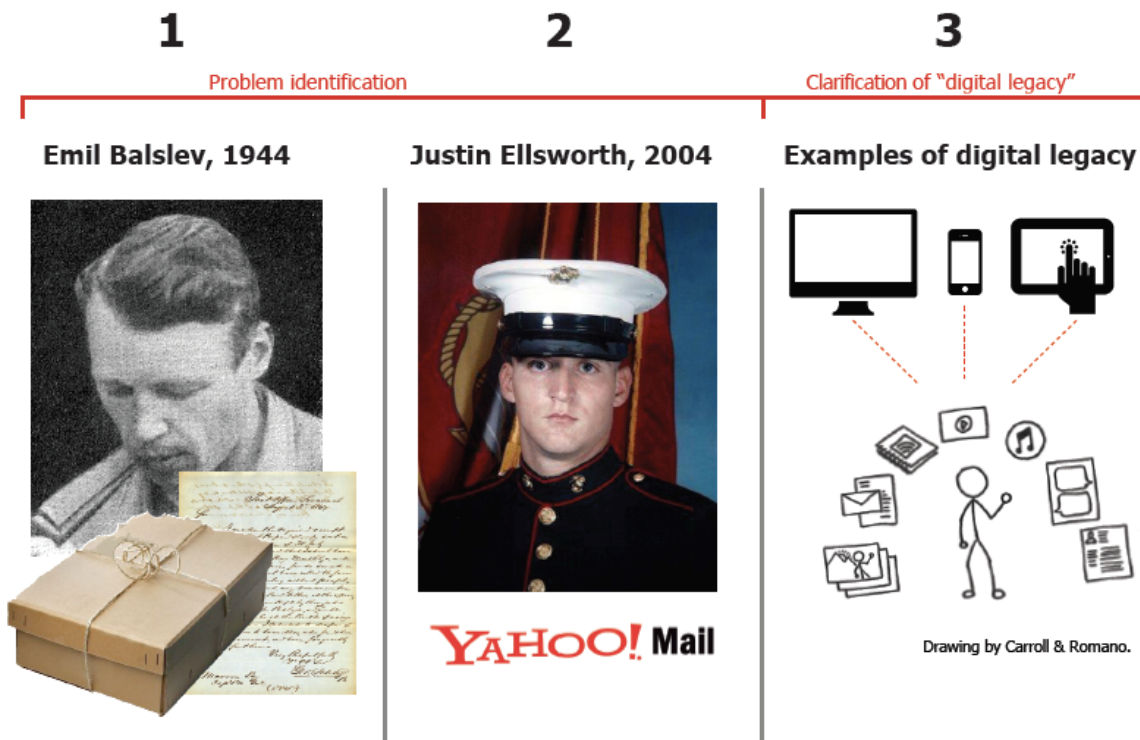 1
2
3
Problem identification
Clarification of “digital legacy”
Emil Balslev, 1944
Justin Ellsworth, 2004
Examples of digital legacy
YAHOO! Mail
Drawing by Carroll & Romano.